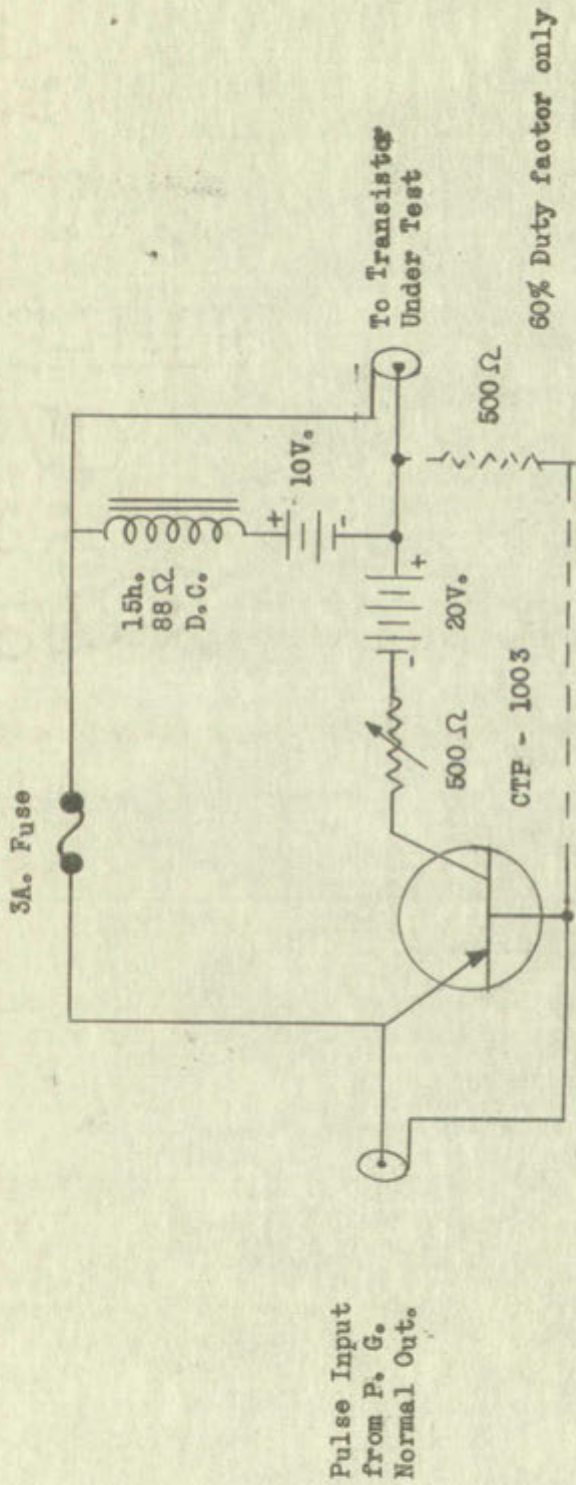 3A. Fuse
15h.
88 Ω
D.C.
+
10V.
-
To Transistor
Under Test
Pulse Input
from P. G.
Normal Out.
500 Ω
-
+
20V.
500 Ω
CTP - 1003
60% Duty factor only